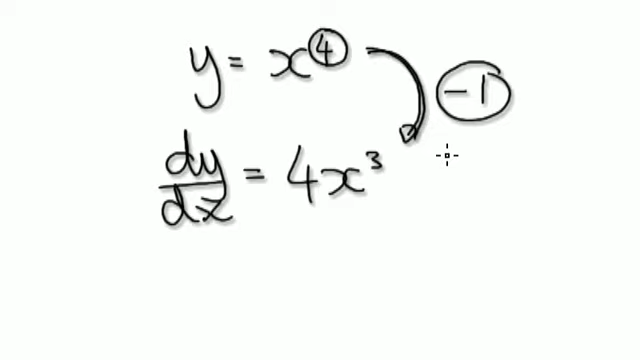 y = x⁴
-1
dy/dx = 4x³